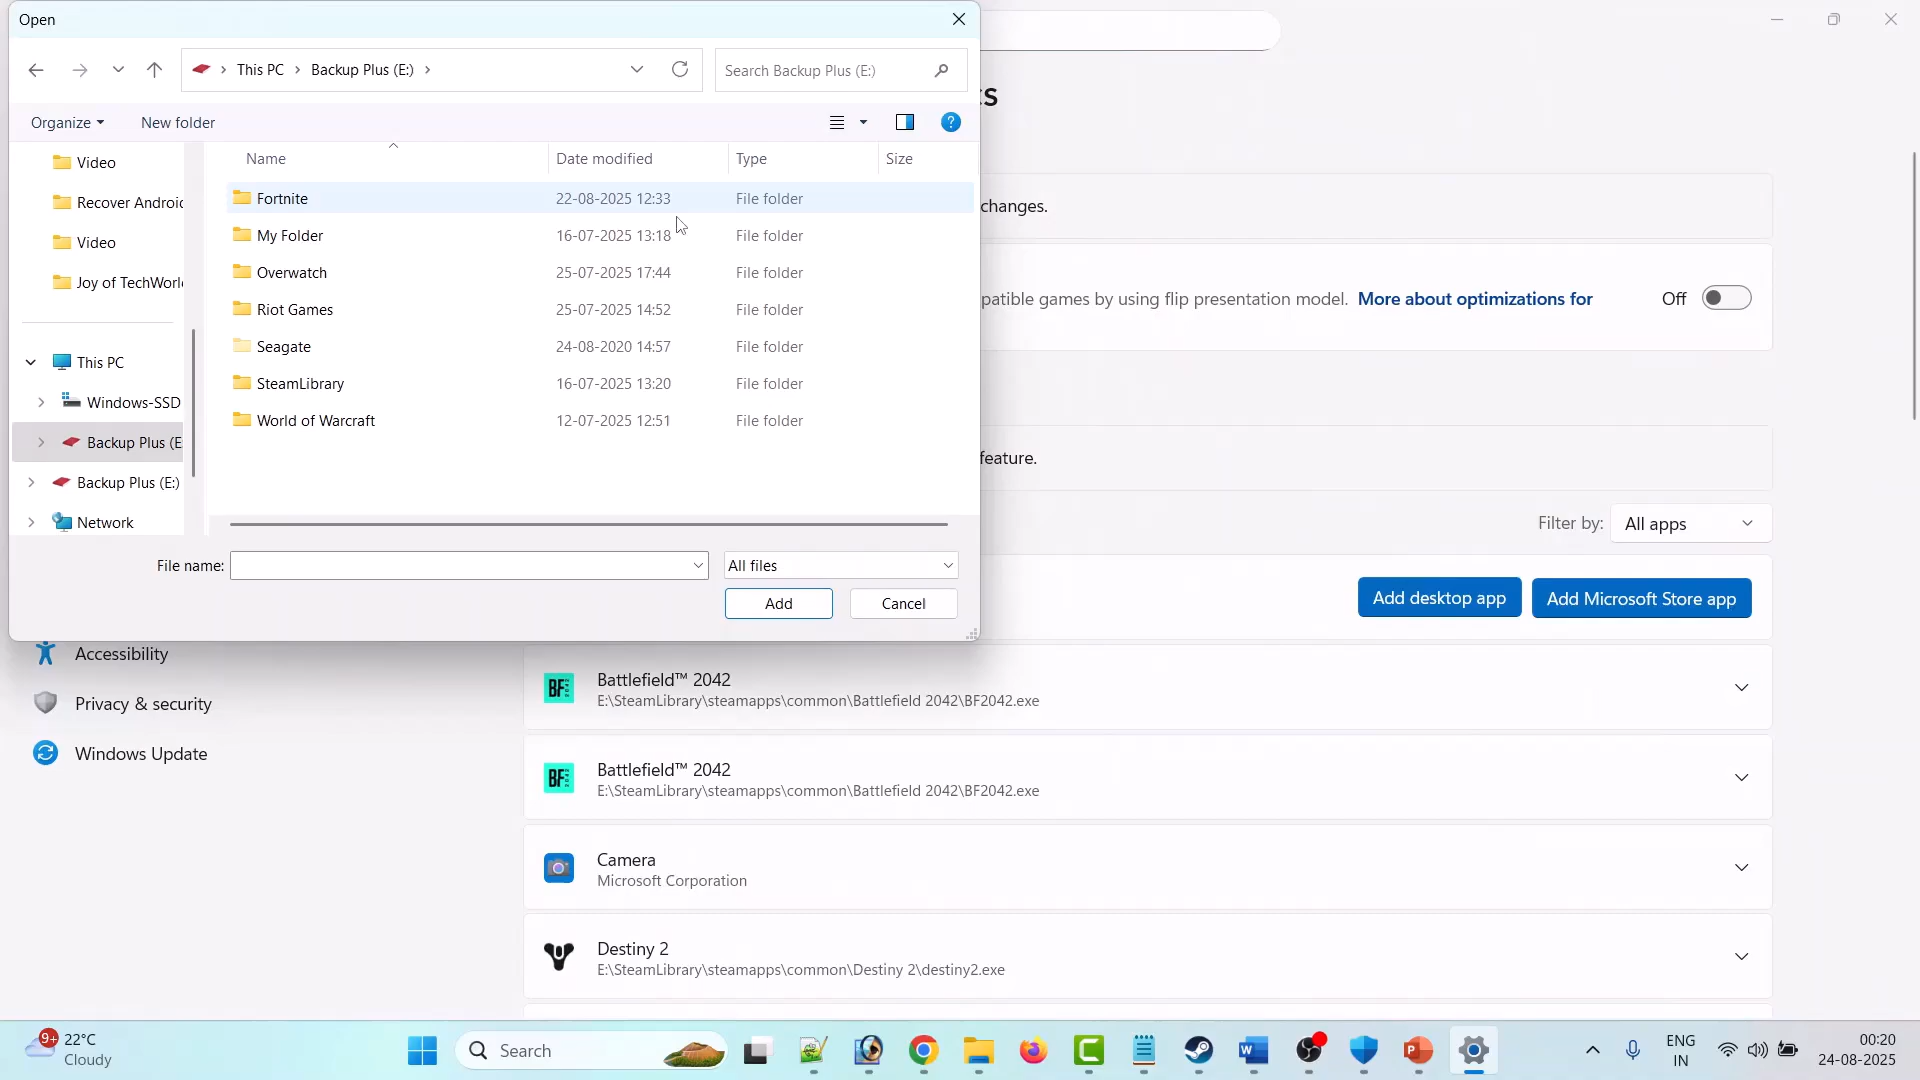 Open
This PC
Backup Plus (E:)
Search Backup Plus (E:)
Organize
New folder
?
Name
Date modified
Type
Size
Video
Recover Androi
Video
Joy of TechWorl
This PC
Windows-SSD
Backup Plus (E
Backup Plus (E:)
Network
Fortnite 22-08-2025 12:33 File folder
My Folder 16-07-2025 13:18 File folder
Overwatch 25-07-2025 17:44 File folder
Riot Games 25-07-2025 14:52 File folder
Seagate 24-08-2020 14:57 File folder
SteamLibrary 16-07-2025 13:20 File folder
World of Warcraft 12-07-2025 12:51 File folder
File name:
All files
Add
Cancel
cs
changes.
patible games by using flip presentation model. More about optimizations for
Off
feature.
Filter by:
All apps
Add desktop app
Add Microsoft Store app
Accessibility
Privacy & security
Windows Update
Battlefield™ 2042
E:\SteamLibrary\steamapps\common\Battlefield 2042\BF2042.exe
Battlefield™ 2042
E:\SteamLibrary\steamapps\common\Battlefield 2042\BF2042.exe
Camera
Microsoft Corporation
Destiny 2
E:\SteamLibrary\steamapps\common\Destiny 2\destiny2.exe
9+
22°C
Cloudy
Search
ENG
IN
00:20
24-08-2025